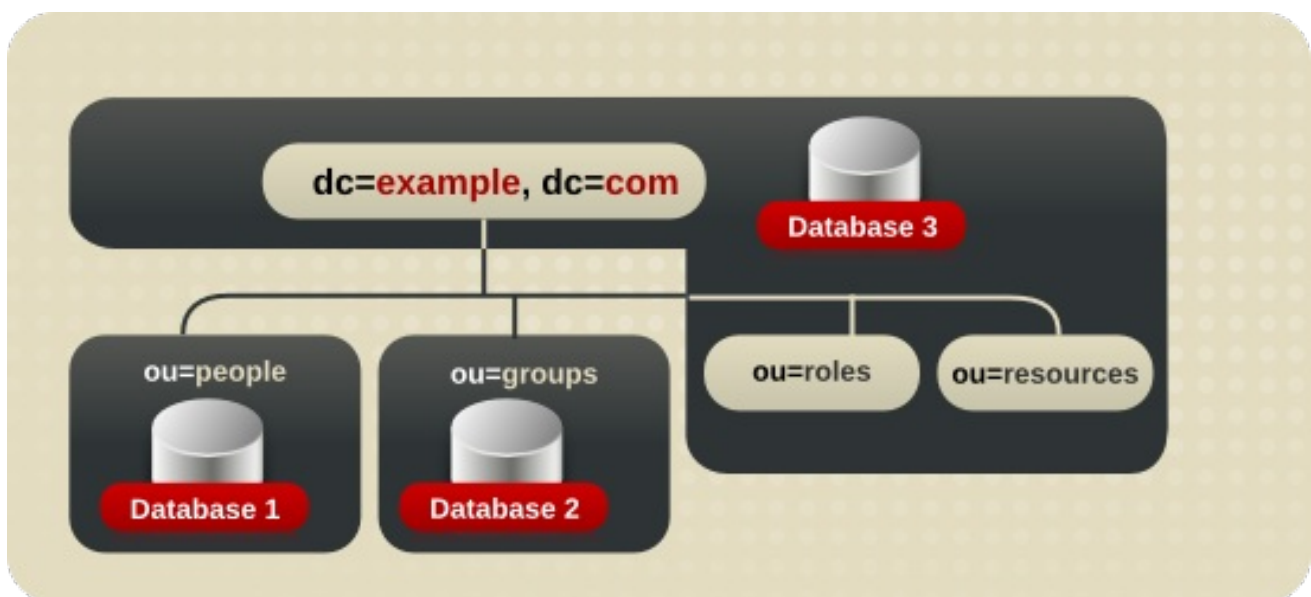 dc=example, dc=com
Database 3
ou=people
ou=groups
ou=roles
ou=resources
Database 1
Database 2